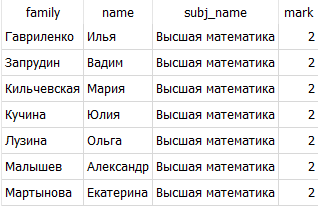 family name subj_name mark
Гавриленко Илья Высшая математика 2
Запрудин Вадим Высшая математика 2
Кильчевская Мария Высшая математика 2
Кучина Юлия Высшая математика 2
Лузина Ольга Высшая математика 2
Малышев Александр Высшая математика 2
Мартынова Екатерина Высшая математика 2